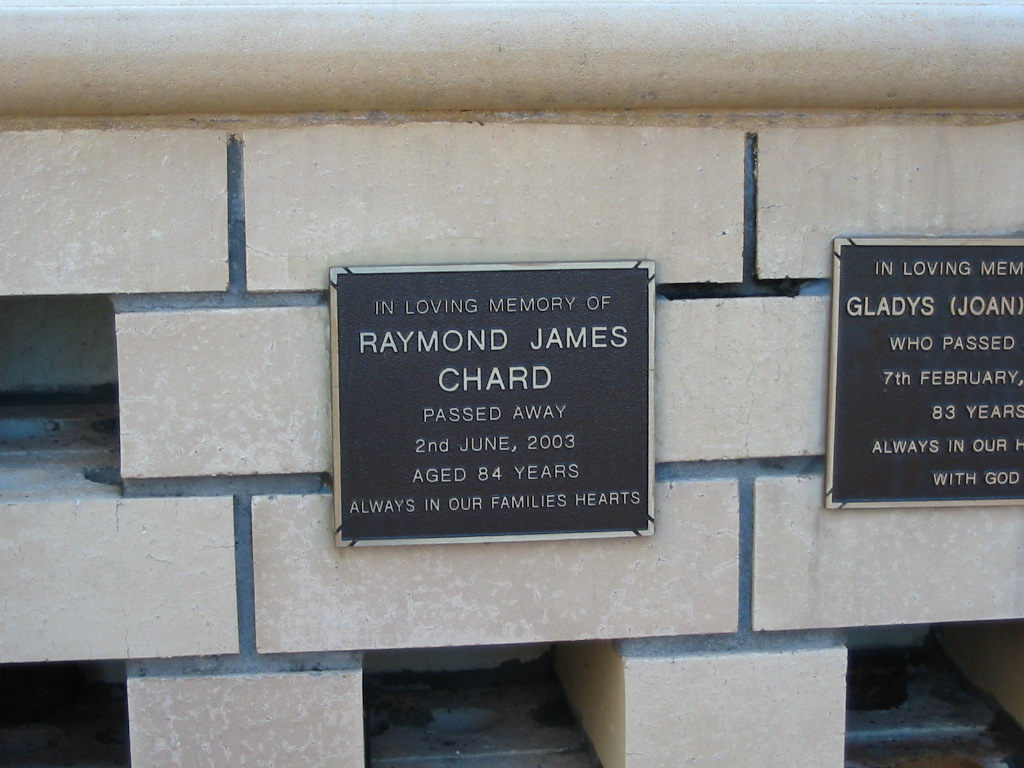 IN LOVING MEMORY OF
RAYMOND JAMES
CHARD
PASSED AWAY
2nd JUNE, 2003
AGED 84 YEARS
ALWAYS IN OUR FAMILIES HEARTS
IN LOVING
GLADYS (JOAN)
WHO PASSED
7th FEBRUARY,
83 YEARS
ALWAYS IN OUR
WITH GOD